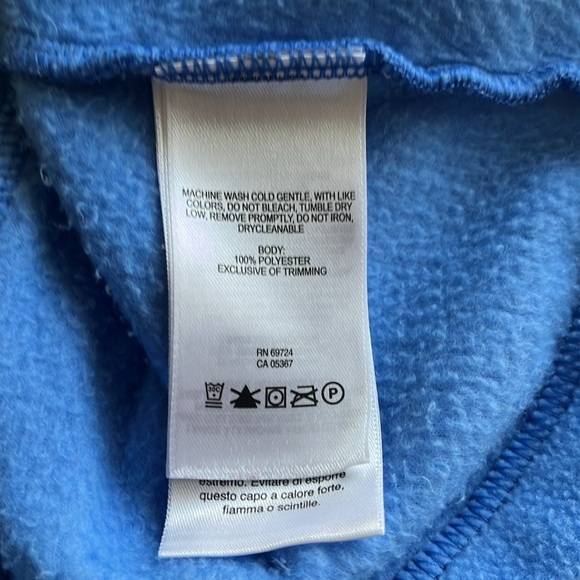 MACHINE WASH COLD GENTLE, WITH LIKE
COLORS, DO NOT BLEACH, TUMBLE DRY
LOW, REMOVE PROMPTLY, DO NOT IRON,
DRYCLEANABLE
BODY:
100% POLYESTER
EXCLUSIVE OF TRIMMING
RN 69724
CA 05367
30C
P
estremo. Evitare di esporre
questo capo a calore forte,
fiamma o scintille.